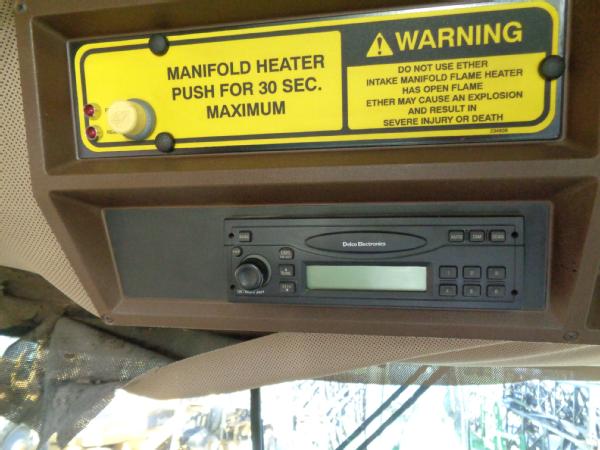 MANIFOLD HEATER
PUSH FOR 30 SEC.
MAXIMUM
WARNING
DO NOT USE ETHER
INTAKE MANIFOLD FLAME HEATER
HAS OPEN FLAME
ETHER MAY CAUSE AN EXPLOSION
AND RESULT IN
SEVERE INJURY OR DEATH
Delco Electronics